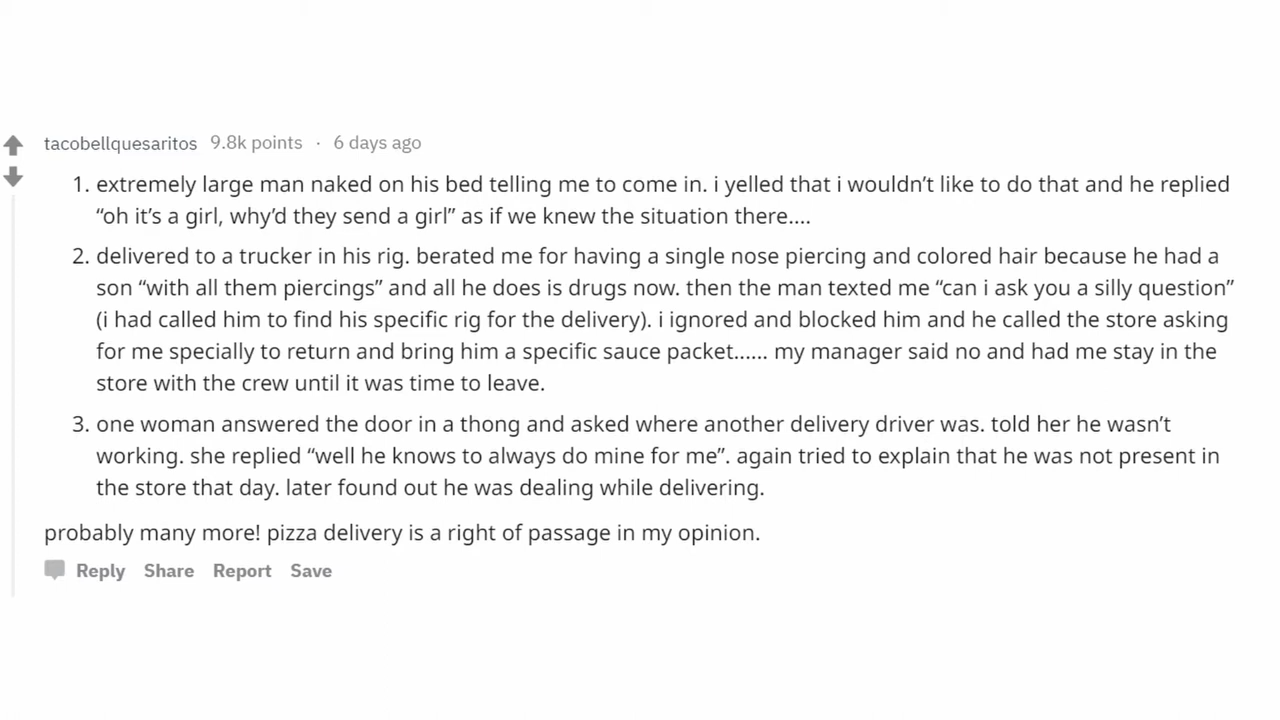 tacobellquesaritos 9.8k points · 6 days ago
1. extremely large man naked on his bed telling me to come in. i yelled that i wouldn’t like to do that and he replied
“oh it’s a girl, why’d they send a girl” as if we knew the situation there....
2. delivered to a trucker in his rig. berated me for having a single nose piercing and colored hair because he had a
son “with all them piercings” and all he does is drugs now. then the man texted me “can i ask you a silly question”
(i had called him to find his specific rig for the delivery). i ignored and blocked him and he called the store asking
for me specially to return and bring him a specific sauce packet...... my manager said no and had me stay in the
store with the crew until it was time to leave.
3. one woman answered the door in a thong and asked where another delivery driver was. told her he wasn’t
working. she replied “well he knows to always do mine for me”. again tried to explain that he was not present in
the store that day. later found out he was dealing while delivering.
probably many more! pizza delivery is a right of passage in my opinion.
Reply Share Report Save